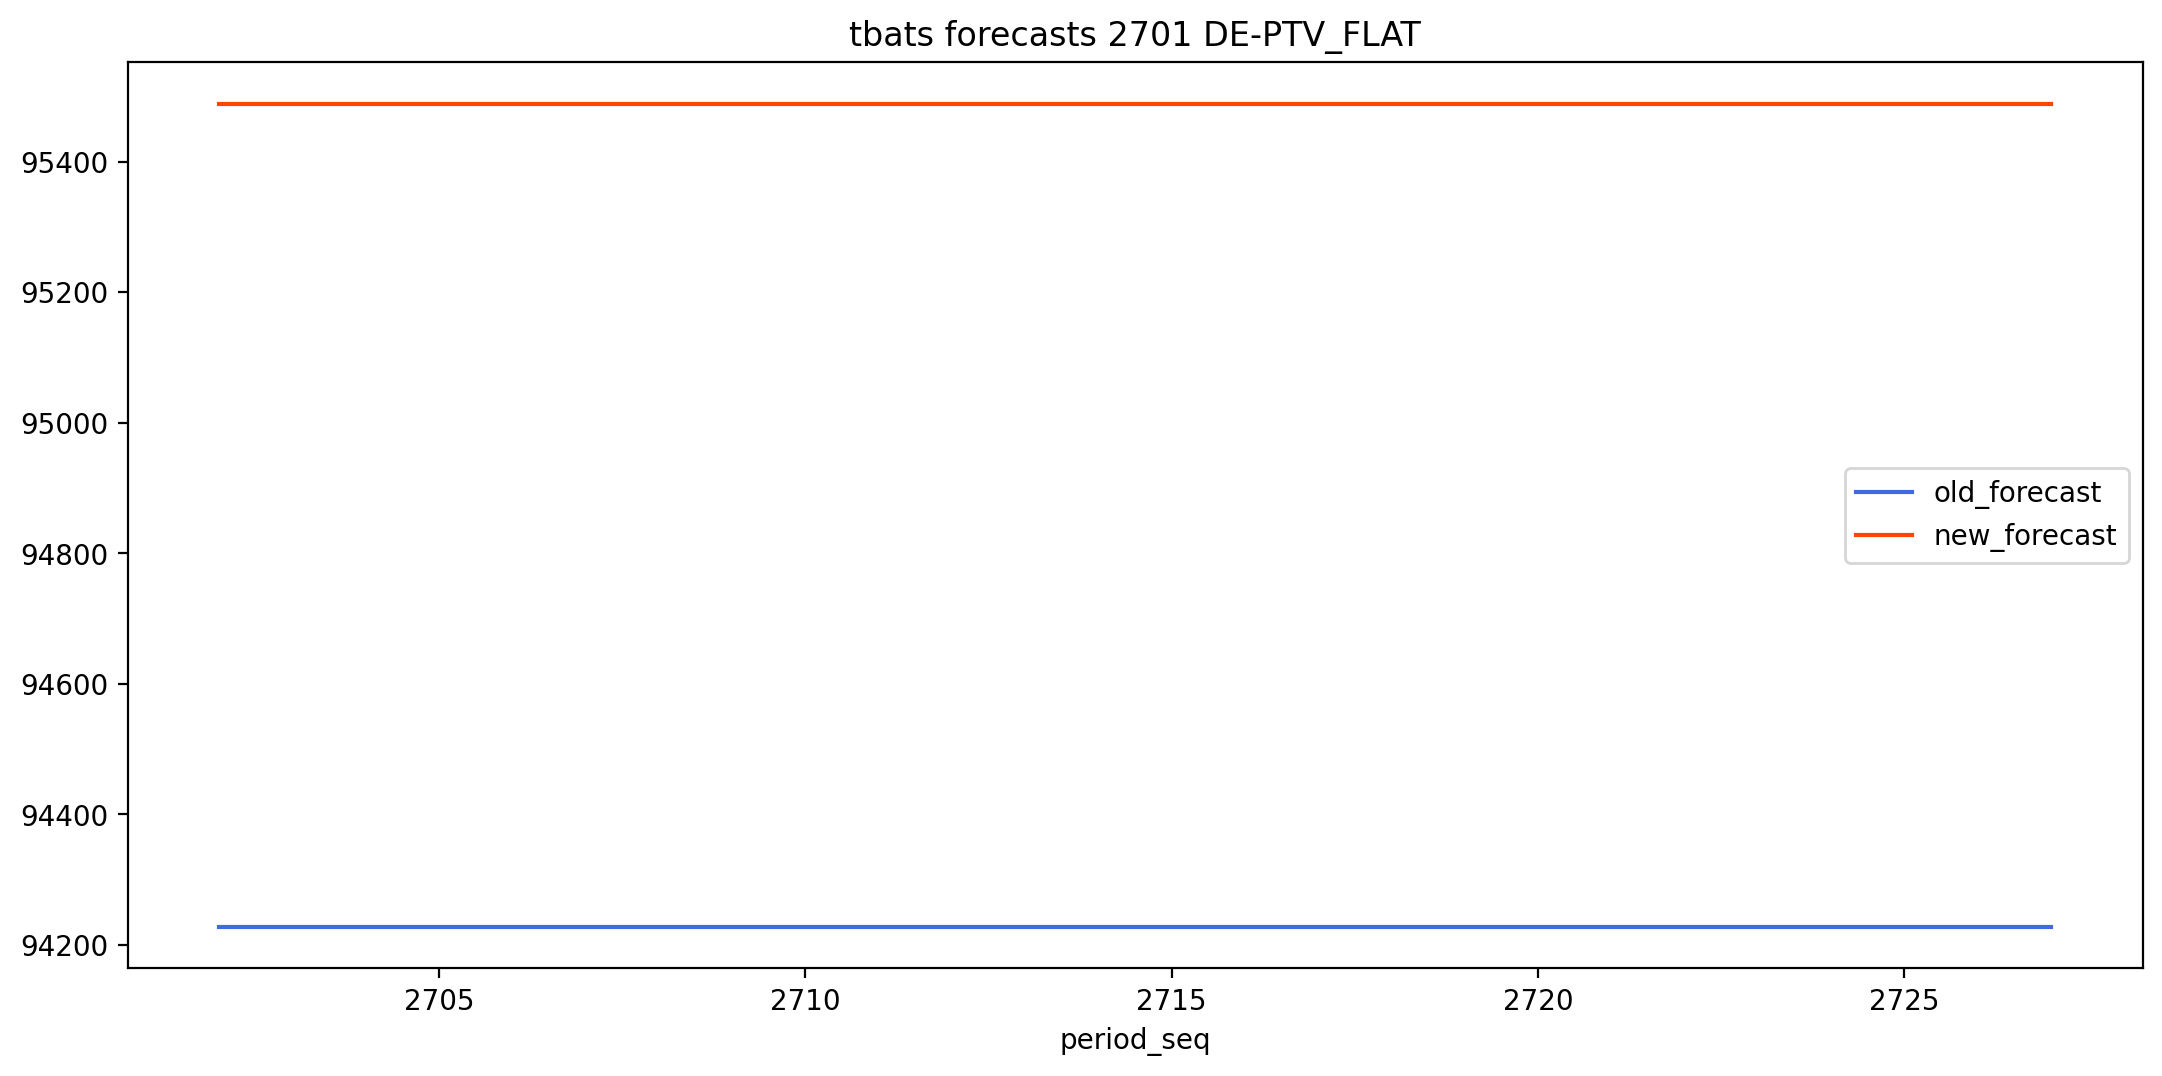 tbats forecasts 2701 DE-PTV_FLAT
95400
95200
95000
94800
94600
94400
94200
old_forecast
new_forecast
2705 2710 2715 2720 2725
period_seq